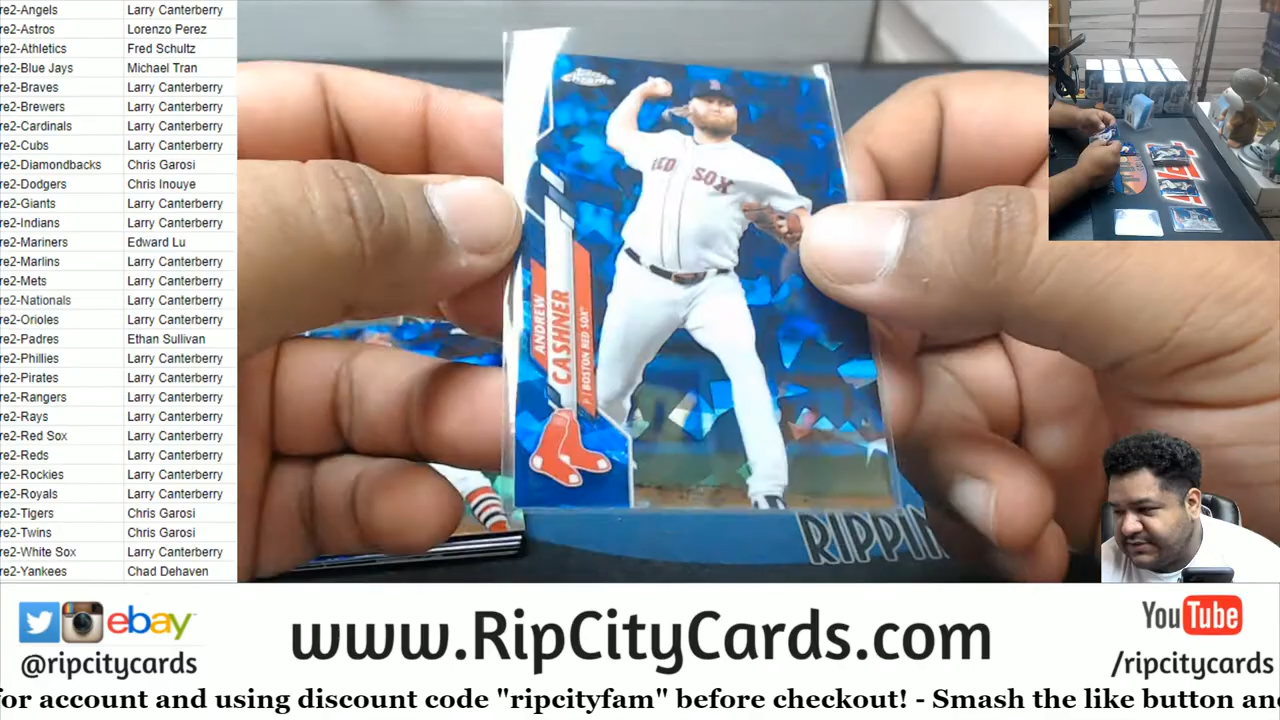 re2-Angels Larry Canterberry
re2-Astros Lorenzo Perez
re2-Athletics Fred Schultz
re2-Blue Jays Michael Tran
re2-Braves Larry Canterberry
re2-Brewers Larry Canterberry
re2-Cardinals Larry Canterberry
re2-Cubs Larry Canterberry
re2-Diamondbacks Chris Garosi
re2-Dodgers Chris Inouye
re2-Giants Larry Canterberry
re2-Indians Larry Canterberry
re2-Mariners Edward Lu
re2-Marlins Larry Canterberry
re2-Mets Larry Canterberry
re2-Nationals Larry Canterberry
re2-Orioles Larry Canterberry
re2-Padres Ethan Sullivan
re2-Phillies Larry Canterberry
re2-Pirates Larry Canterberry
re2-Rangers Larry Canterberry
re2-Rays Larry Canterberry
re2-Red Sox Larry Canterberry
re2-Reds Larry Canterberry
re2-Rockies Larry Canterberry
re2-Royals Larry Canterberry
re2-Tigers Chris Garosi
re2-Twins Chris Garosi
re2-White Sox Larry Canterberry
re2-Yankees Chad Dehaven
Topps
Chrome
B
RED SOX
ANDREW
CASHNER
P | BOSTON RED SOX
RIPPIN
ebay
@ripcitycards
www.RipCityCards.com
YouTube
/ripcitycards
for account and using discount code "ripcityfam" before checkout! - Smash the like button and